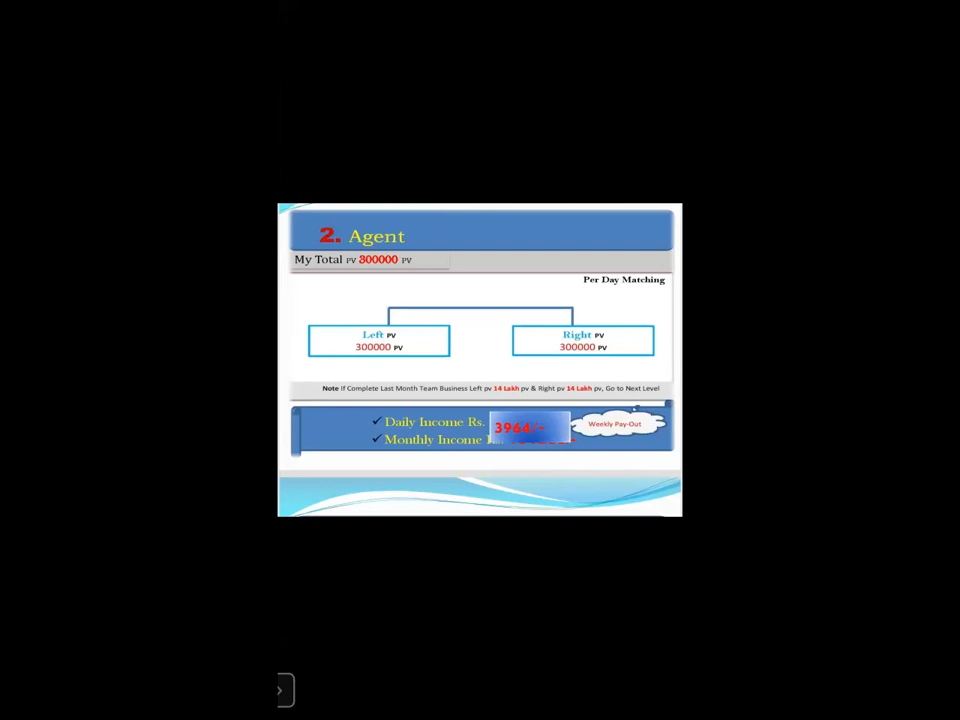 2. Agent
My Total PV 300000 PV
Per Day Matching
Left PV
300000 PV
Right PV
300000 PV
Note If Complete Last Month Team Business Left pv 14 Lakh pv & Right pv 14 Lakh pv, Go to Next Level
✓ Daily Income Rs. 3964/-
Weekly Pay-Out
✓ Monthly Income